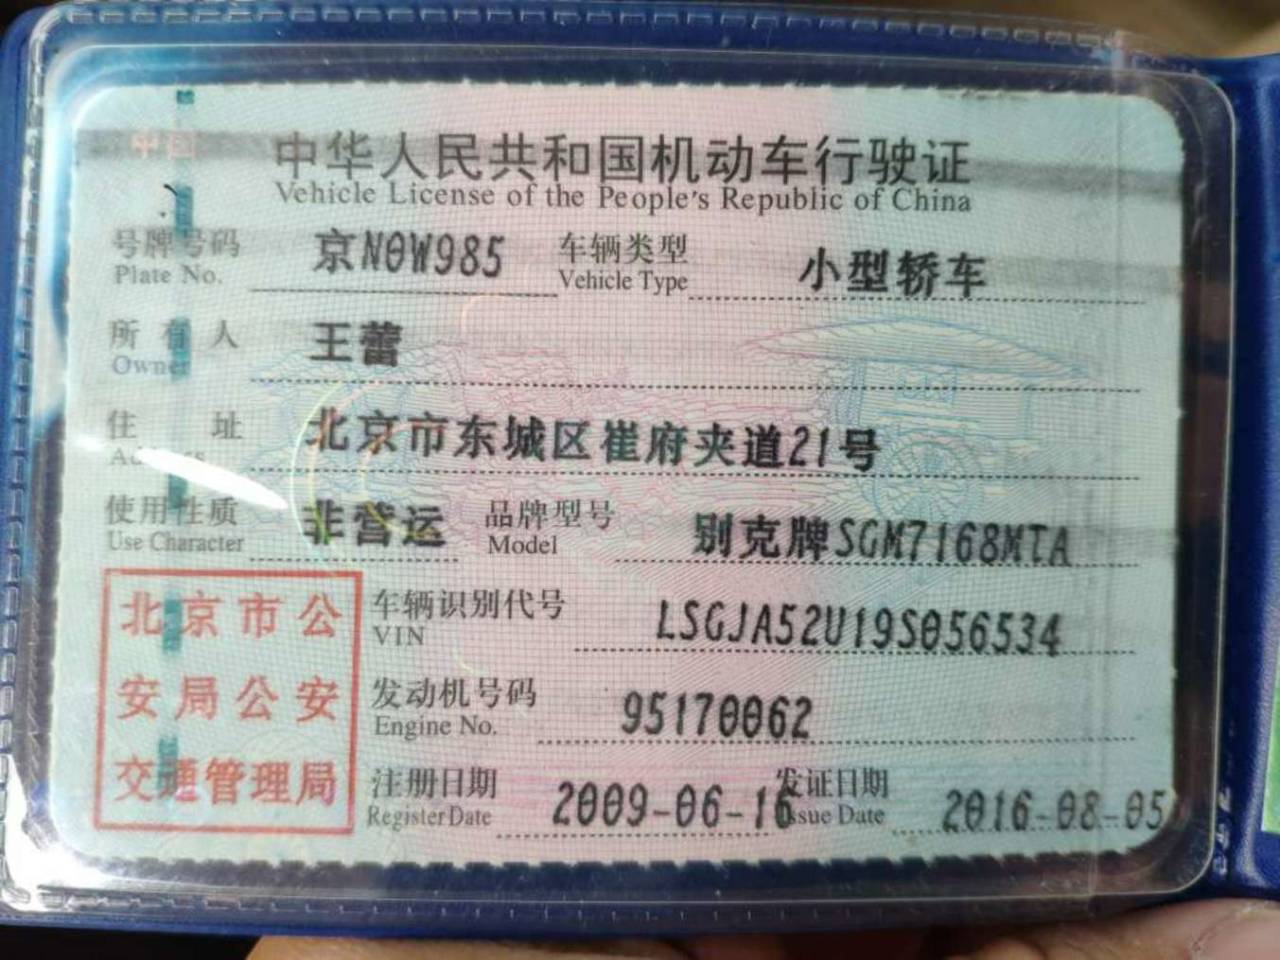 中华人民共和国机动车行驶证
Vehicle License of the People's Republic of China
号牌号码 京N0W985 车辆类型 小型轿车
Plate No. Vehicle Type
所有人 王蕾
Owner
住址 北京市东城区崔府夹道21号
Address
使用性质 非营运 品牌型号 别克牌SGM7168MTA
Use Character Model
北京市公安局公安交通管理局
车辆识别代号 LSGJA52U19S056534
VIN
发动机号码 95170062
Engine No.
注册日期 2009-06-16 发证日期 2016-08-05
Register Date Issue Date